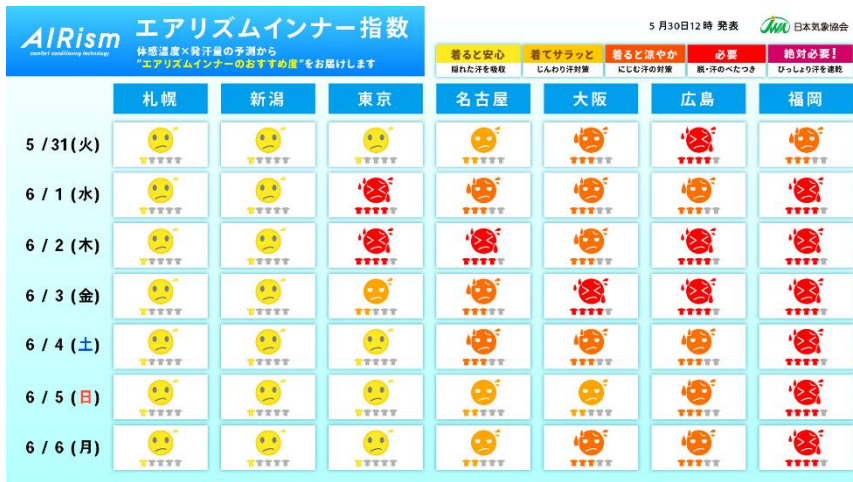 AIRism
comfort conditioning technology
エアリズムインナー指数
体感温度×発汗量の予測から
"エアリズムインナーのおすすめ度"をお届けします
5月30日12時 発表
JWA 日本気象協会
着ると安心 着てサラッと 着ると涼やか 必要 絶対必要！
隠れた汗を吸収 じんわり汗対策 にじむ汗の対策 脱・汗のべたつき びっしょり汗を速乾
札幌 新潟 東京 名古屋 大阪 広島 福岡
5 /31(火)
6 / 1 (水)
6 / 2 (木)
6 / 3 (金)
6 / 4 (土)
6 / 5 (日)
6 / 6 (月)